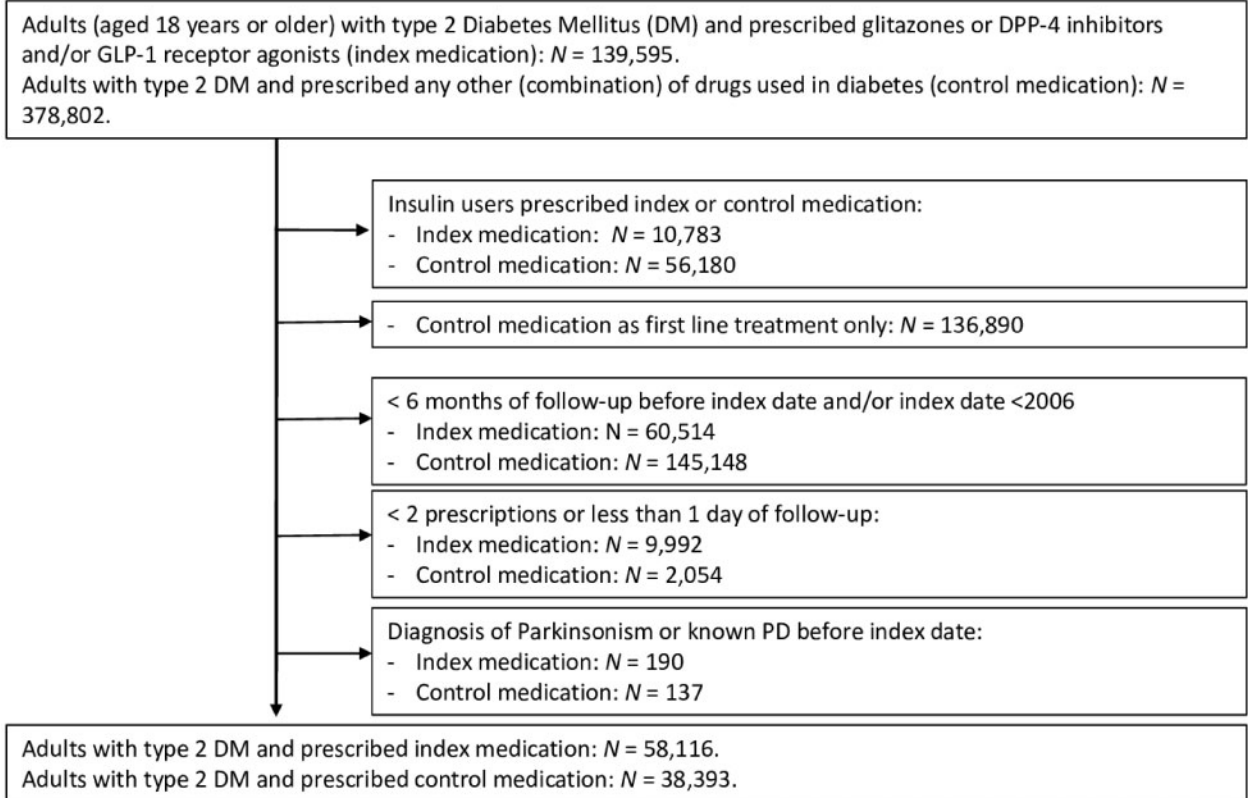 Adults (aged 18 years or older) with type 2 Diabetes Mellitus (DM) and prescribed glitazones or DPP-4 inhibitors
and/or GLP-1 receptor agonists (index medication): N = 139,595.
Adults with type 2 DM and prescribed any other (combination) of drugs used in diabetes (control medication): N =
378,802.
Insulin users prescribed index or control medication:
- Index medication: N = 10,783
- Control medication: N = 56,180
- Control medication as first line treatment only: N = 136,890
< 6 months of follow-up before index date and/or index date <2006
- Index medication: N = 60,514
- Control medication: N = 145,148
< 2 prescriptions or less than 1 day of follow-up:
- Index medication: N = 9,992
- Control medication: N = 2,054
Diagnosis of Parkinsonism or known PD before index date:
- Index medication: N = 190
- Control medication: N = 137
Adults with type 2 DM and prescribed index medication: N = 58,116.
Adults with type 2 DM and prescribed control medication: N = 38,393.